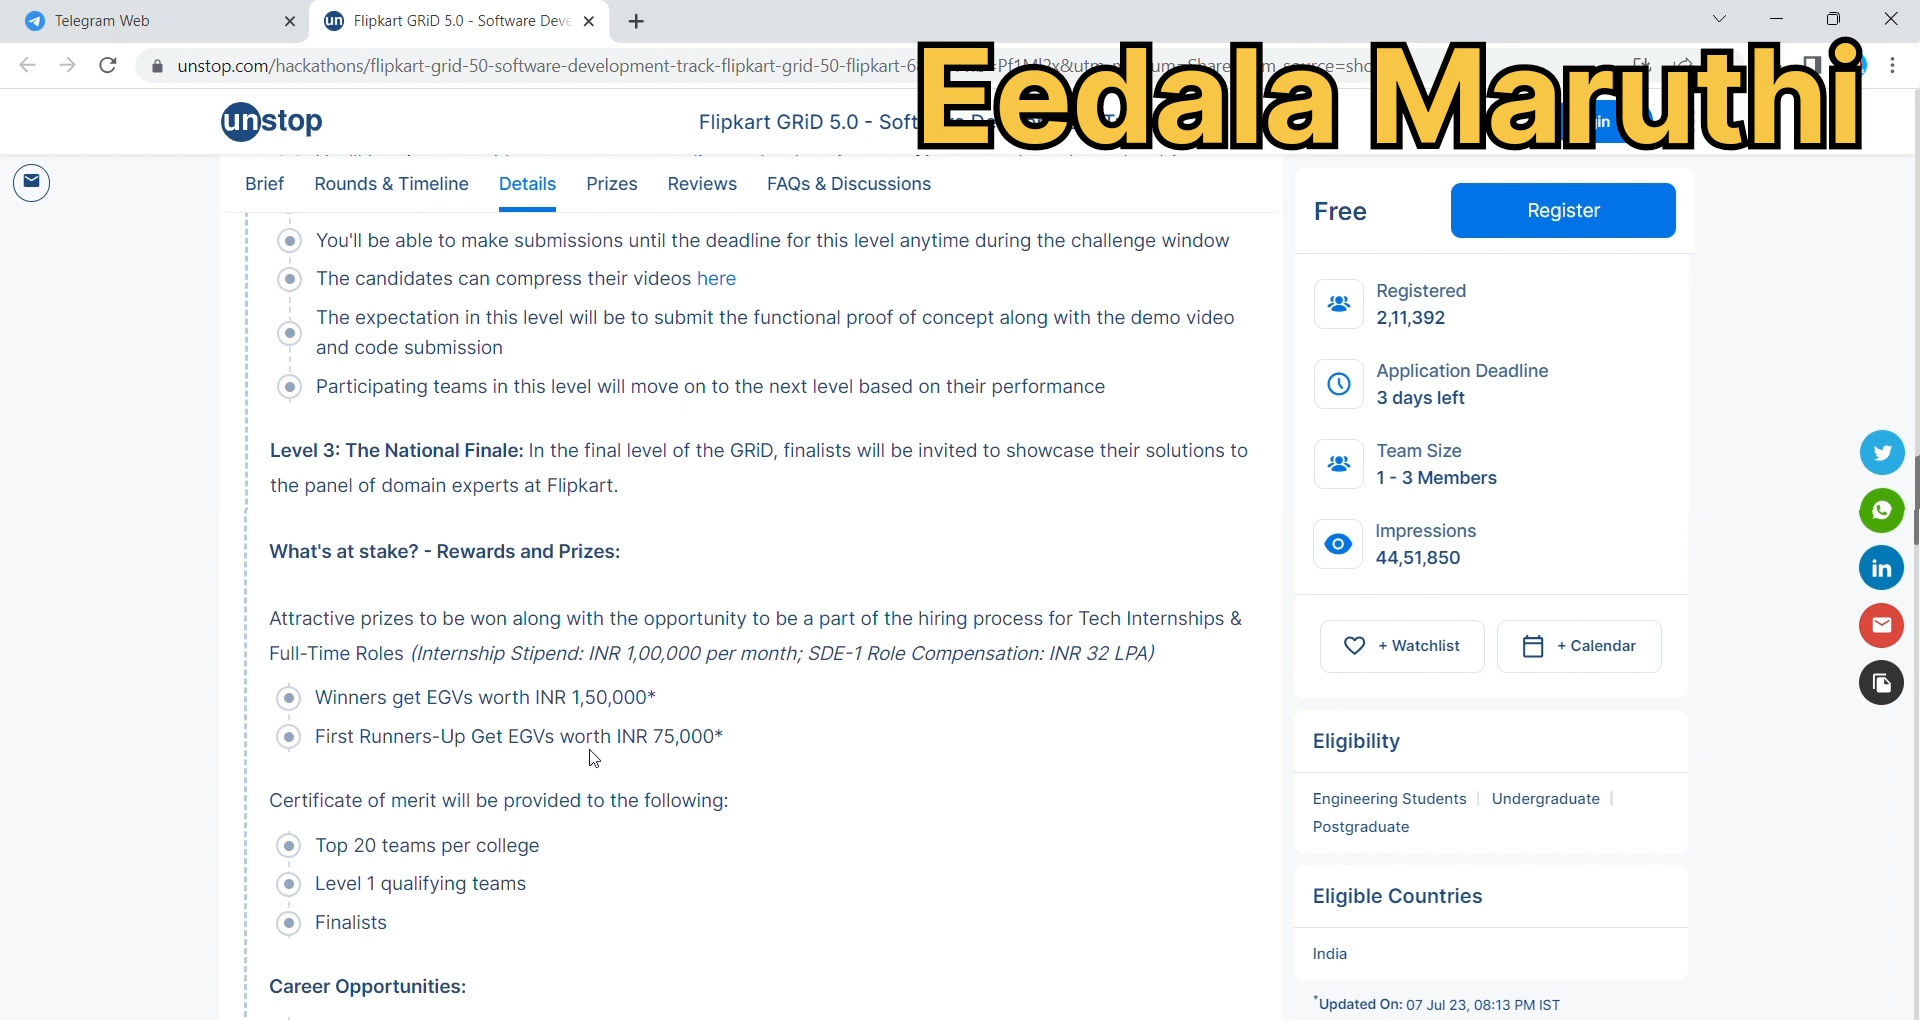 Telegram Web
Flipkart GRiD 5.0 - Software Deve
unstop.com/hackathons/flipkart-grid-50-software-development-track-flipkart-grid-50-flipkart-6
Eedala Maruthi
unstop
Flipkart GRiD 5.0 - Soft
Brief Rounds & Timeline Details Prizes Reviews FAQs & Discussions
You'll be able to make submissions until the deadline for this level anytime during the challenge window
The candidates can compress their videos here
The expectation in this level will be to submit the functional proof of concept along with the demo video
and code submission
Participating teams in this level will move on to the next level based on their performance
Level 3: The National Finale: In the final level of the GRiD, finalists will be invited to showcase their solutions to
the panel of domain experts at Flipkart.
What's at stake? - Rewards and Prizes:
Attractive prizes to be won along with the opportunity to be a part of the hiring process for Tech Internships &
Full-Time Roles (Internship Stipend: INR 1,00,000 per month; SDE-1 Role Compensation: INR 32 LPA)
Winners get EGVs worth INR 1,50,000*
First Runners-Up Get EGVs worth INR 75,000*
Certificate of merit will be provided to the following:
Top 20 teams per college
Level 1 qualifying teams
Finalists
Career Opportunities:
Free Register
Registered
2,11,392
Application Deadline
3 days left
Team Size
1 - 3 Members
Impressions
44,51,850
+ Watchlist + Calendar
Eligibility
Engineering Students Undergraduate
Postgraduate
Eligible Countries
India
*Updated On: 07 Jul 23, 08:13 PM IST